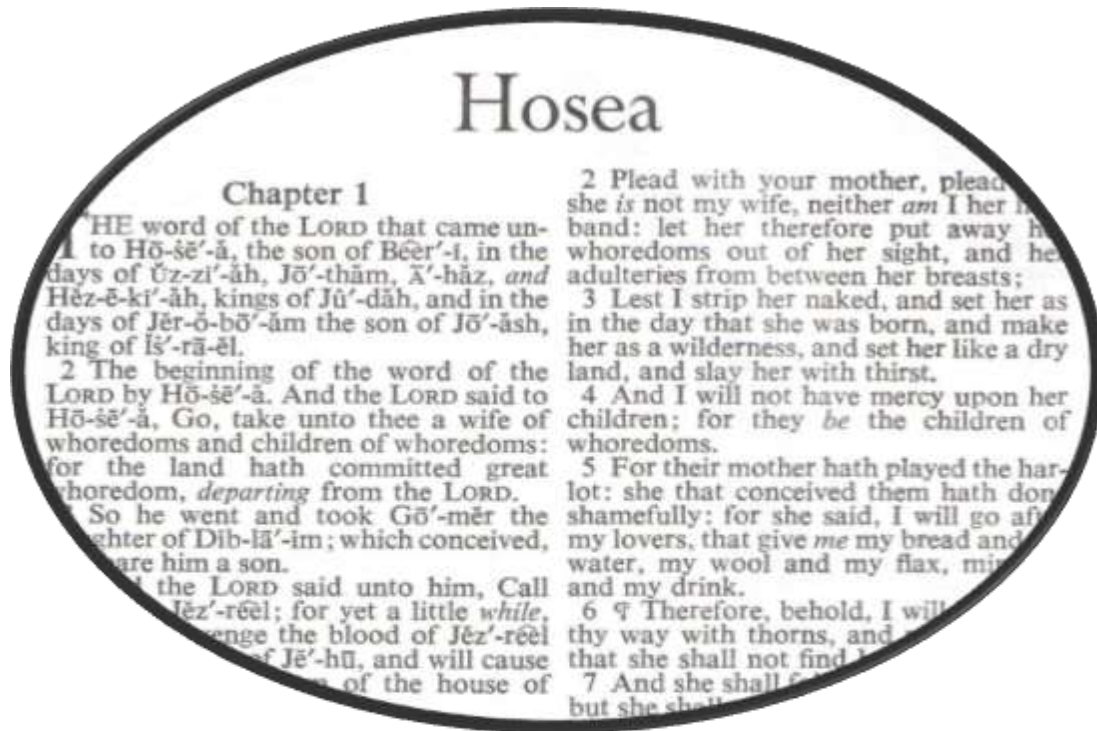 Hosea
Chapter 1
THE word of the LORD that came un-
to Hō-ṡē′-ȧ, the son of Bēer′-ī, in the
days of Ŭz-zī′-ăh, Jō′-thăm, Ā′-hăz, and
Hĕz-ē-kī′-ăh, kings of Jū′-dăh, and in the
days of Jĕr-ŏ-bō′-ăm the son of Jō′-ăsh,
king of Ĭṡ′-rā-ĕl.
2 The beginning of the word of the
LORD by Hō-ṡē′-ȧ. And the LORD said to
Hō-ṡē′-ȧ, Go, take unto thee a wife of
whoredoms and children of whoredoms:
for the land hath committed great
whoredom, departing from the LORD.
So he went and took Gō′-mĕr the
ghter of Dĭb-lā′-im; which conceived,
are him a son.
the LORD said unto him, Call
Jĕz′-rēel; for yet a little while,
enge the blood of Jĕz′-rēel
of Jē′-hū, and will cause
of the house of
2 Plead with your mother, plead
she is not my wife, neither am I her
band: let her therefore put away
whoredoms out of her sight, and her
adulteries from between her breasts;
3 Lest I strip her naked, and set her as
in the day that she was born, and make
her as a wilderness, and set her like a dry
land, and slay her with thirst.
4 And I will not have mercy upon her
children; for they be the children of
whoredoms.
5 For their mother hath played the har-
lot: she that conceived them hath don
shamefully: for she said, I will go
my lovers, that give me my bread and
water, my wool and my flax,
and my drink.
6 ¶ Therefore, behold, I will
thy way with thorns, and
that she shall not find
7 And she shall
but she